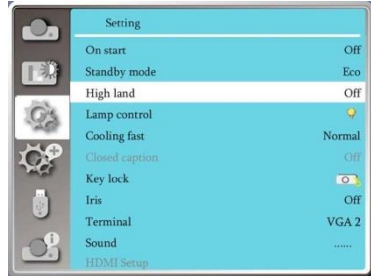 Setting
On start Off
Standby mode Eco
High land Off
Lamp control
Cooling fast Normal
Closed caption Off
Key lock
Iris Off
Terminal VGA 2
Sound ......
HDMI Setup